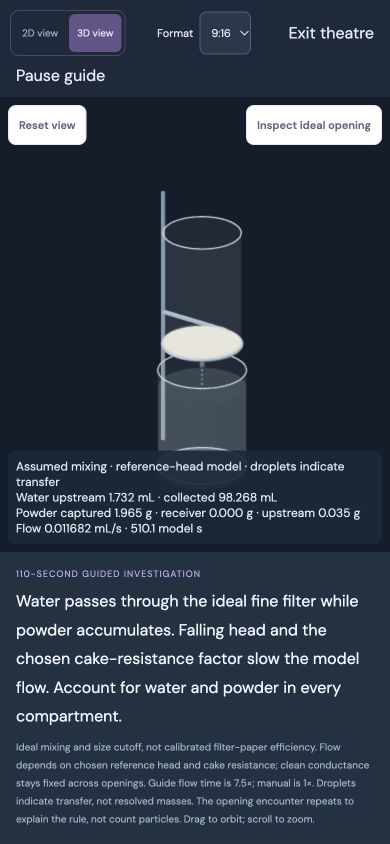 2D view 3D view Format 9:16 Exit theatre
Pause guide
Reset view Inspect ideal opening
Assumed mixing · reference-head model · droplets indicate
transfer
Water upstream 1.732 mL · collected 98.268 mL
Powder captured 1.965 g · receiver 0.000 g · upstream 0.035 g
Flow 0.011682 mL/s · 510.1 model s
110-SECOND GUIDED INVESTIGATION
Water passes through the ideal fine filter while
powder accumulates. Falling head and the
chosen cake-resistance factor slow the model
flow. Account for water and powder in every
compartment.
Ideal mixing and size cutoff, not calibrated filter-paper efficiency. Flow
depends on chosen reference head and cake resistance; clean conductance
stays fixed across openings. Guide flow time is 7.5×; manual is 1×. Droplets
indicate transfer, not resolved masses. The opening encounter repeats to
explain the rule, not count particles. Drag to orbit; scroll to zoom.